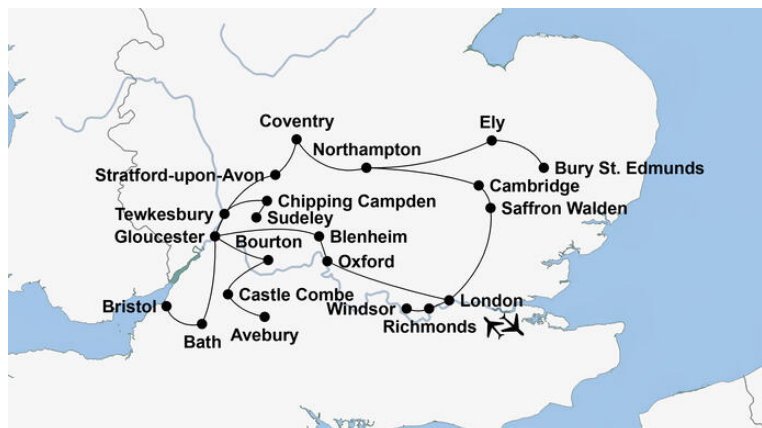 Coventry
Ely
Northampton
Bury St. Edmunds
Stratford-upon-Avon
Cambridge
Chipping Campden
Saffron Walden
Tewkesbury
Sudeley
Gloucester
Bourton
Blenheim
Oxford
Castle Combe
London
Bristol
Windsor
Avebury
Richmonds
Bath